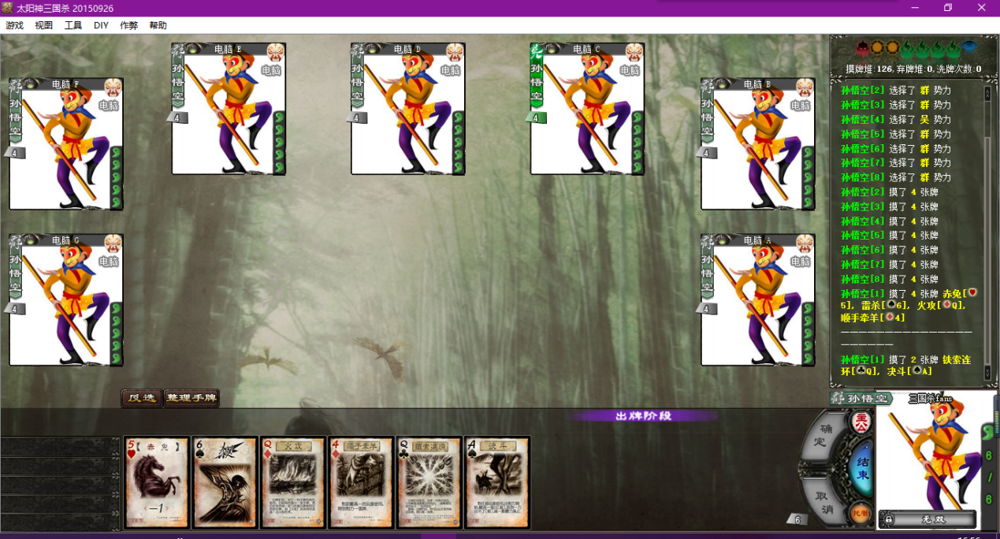 太阳神三国杀 20150926
游戏 视图 工具 DIY 作弊 帮助
电脑 E
电脑
孙悟空
4
电脑 D
电脑
孙悟空
4
电脑 C
电脑
孙悟空
4
电脑 F
电脑
孙悟空
4
电脑 B
电脑
孙悟空
4
电脑 G
电脑
孙悟空
4
电脑 A
电脑
孙悟空
4
摸牌堆:126,弃牌堆:0,洗牌次数:0
孙悟空[2] 选择了 群 势力
孙悟空[3] 选择了 群 势力
孙悟空[4] 选择了 吴 势力
孙悟空[5] 选择了 群 势力
孙悟空[6] 选择了 群 势力
孙悟空[7] 选择了 群 势力
孙悟空[8] 选择了 群 势力
孙悟空[2] 摸了 4 张牌
孙悟空[3] 摸了 4 张牌
孙悟空[4] 摸了 4 张牌
孙悟空[5] 摸了 4 张牌
孙悟空[6] 摸了 4 张牌
孙悟空[7] 摸了 4 张牌
孙悟空[8] 摸了 4 张牌
孙悟空[1] 摸了 4 张牌 赤兔[♥
5], 雷杀[♠6], 火攻[♦Q],
顺手牵羊[♦4]
孙悟空[1] 摸了 2 张牌 铁索连
环[♣Q], 决斗[♠A]
反选 整理手牌
出牌阶段
群 孙悟空
三国杀fans
确定
主公
结束
取消
托管
6
6
/
6
无双
5 赤兔
—1
6 殺
Q 火攻
4 顺手牵羊
Q 鐵索連環
A 决斗